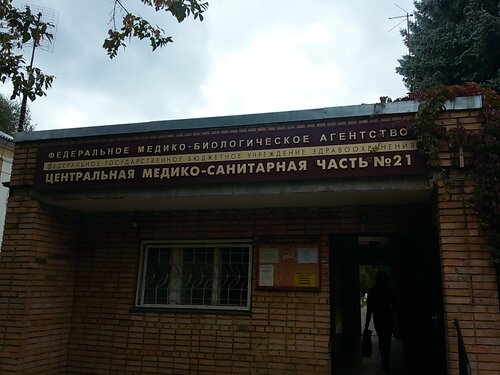 ФЕДЕРАЛЬНОЕ МЕДИКО-БИОЛОГИЧЕСКОЕ АГЕНТСТВО
ФЕДЕРАЛЬНОЕ ГОСУДАРСТВЕННОЕ БЮДЖЕТНОЕ УЧРЕЖДЕНИЕ ЗДРАВООХРАНЕНИЯ
ЦЕНТРАЛЬНАЯ МЕДИКО-САНИТАРНАЯ ЧАСТЬ №21